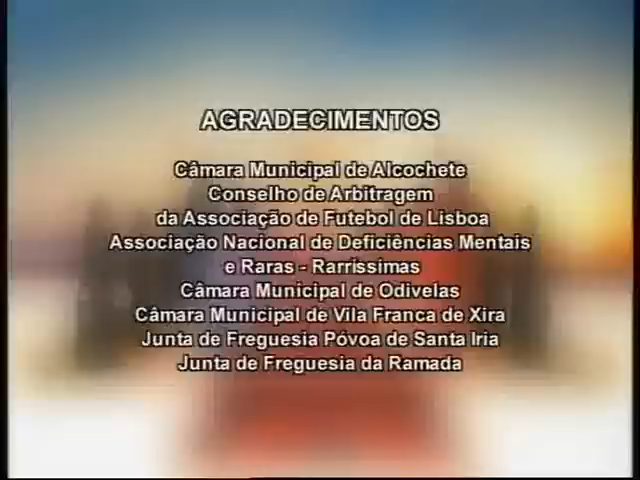 AGRADECIMENTOS
Câmara Municipal de Alcochete
Conselho de Arbitragem
da Associação de Futebol de Lisboa
Associação Nacional de Deficiências Mentais
e Raras - Rarríssimas
Câmara Municipal de Odivelas
Câmara Municipal de Vila Franca de Xira
Junta de Freguesia Póvoa de Santa Iria
Junta de Freguesia da Ramada